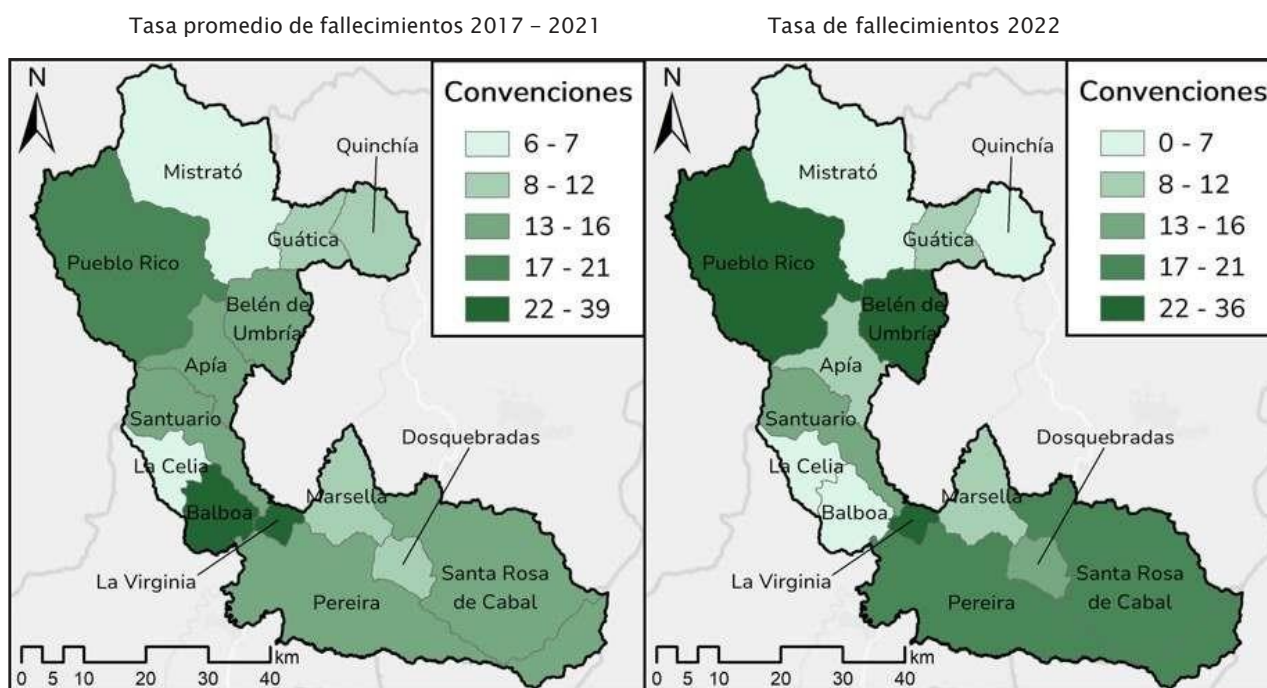 Tasa promedio de fallecimientos 2017 – 2021
Tasa de fallecimientos 2022
N
Convenciones
6 - 7
8 - 12
13 - 16
17 - 21
22 - 39
Quinchía
Mistrató
Guática
Pueblo Rico
Belén de
Umbría
Apía
Santuario
Dosquebradas
La Celia
Marsella
Balboa
La Virginia
Santa Rosa
de Cabal
Pereira
km
0 5 10 20 30 40
N
Convenciones
0 - 7
8 - 12
13 - 16
17 - 21
22 - 36
Quinchía
Mistrató
Guática
Pueblo Rico
Belén de
Umbría
Apía
Santuario
Dosquebradas
La Celia
Marsella
Balboa
La Virginia
Santa Rosa
de Cabal
Pereira
km
0 5 10 20 30 40